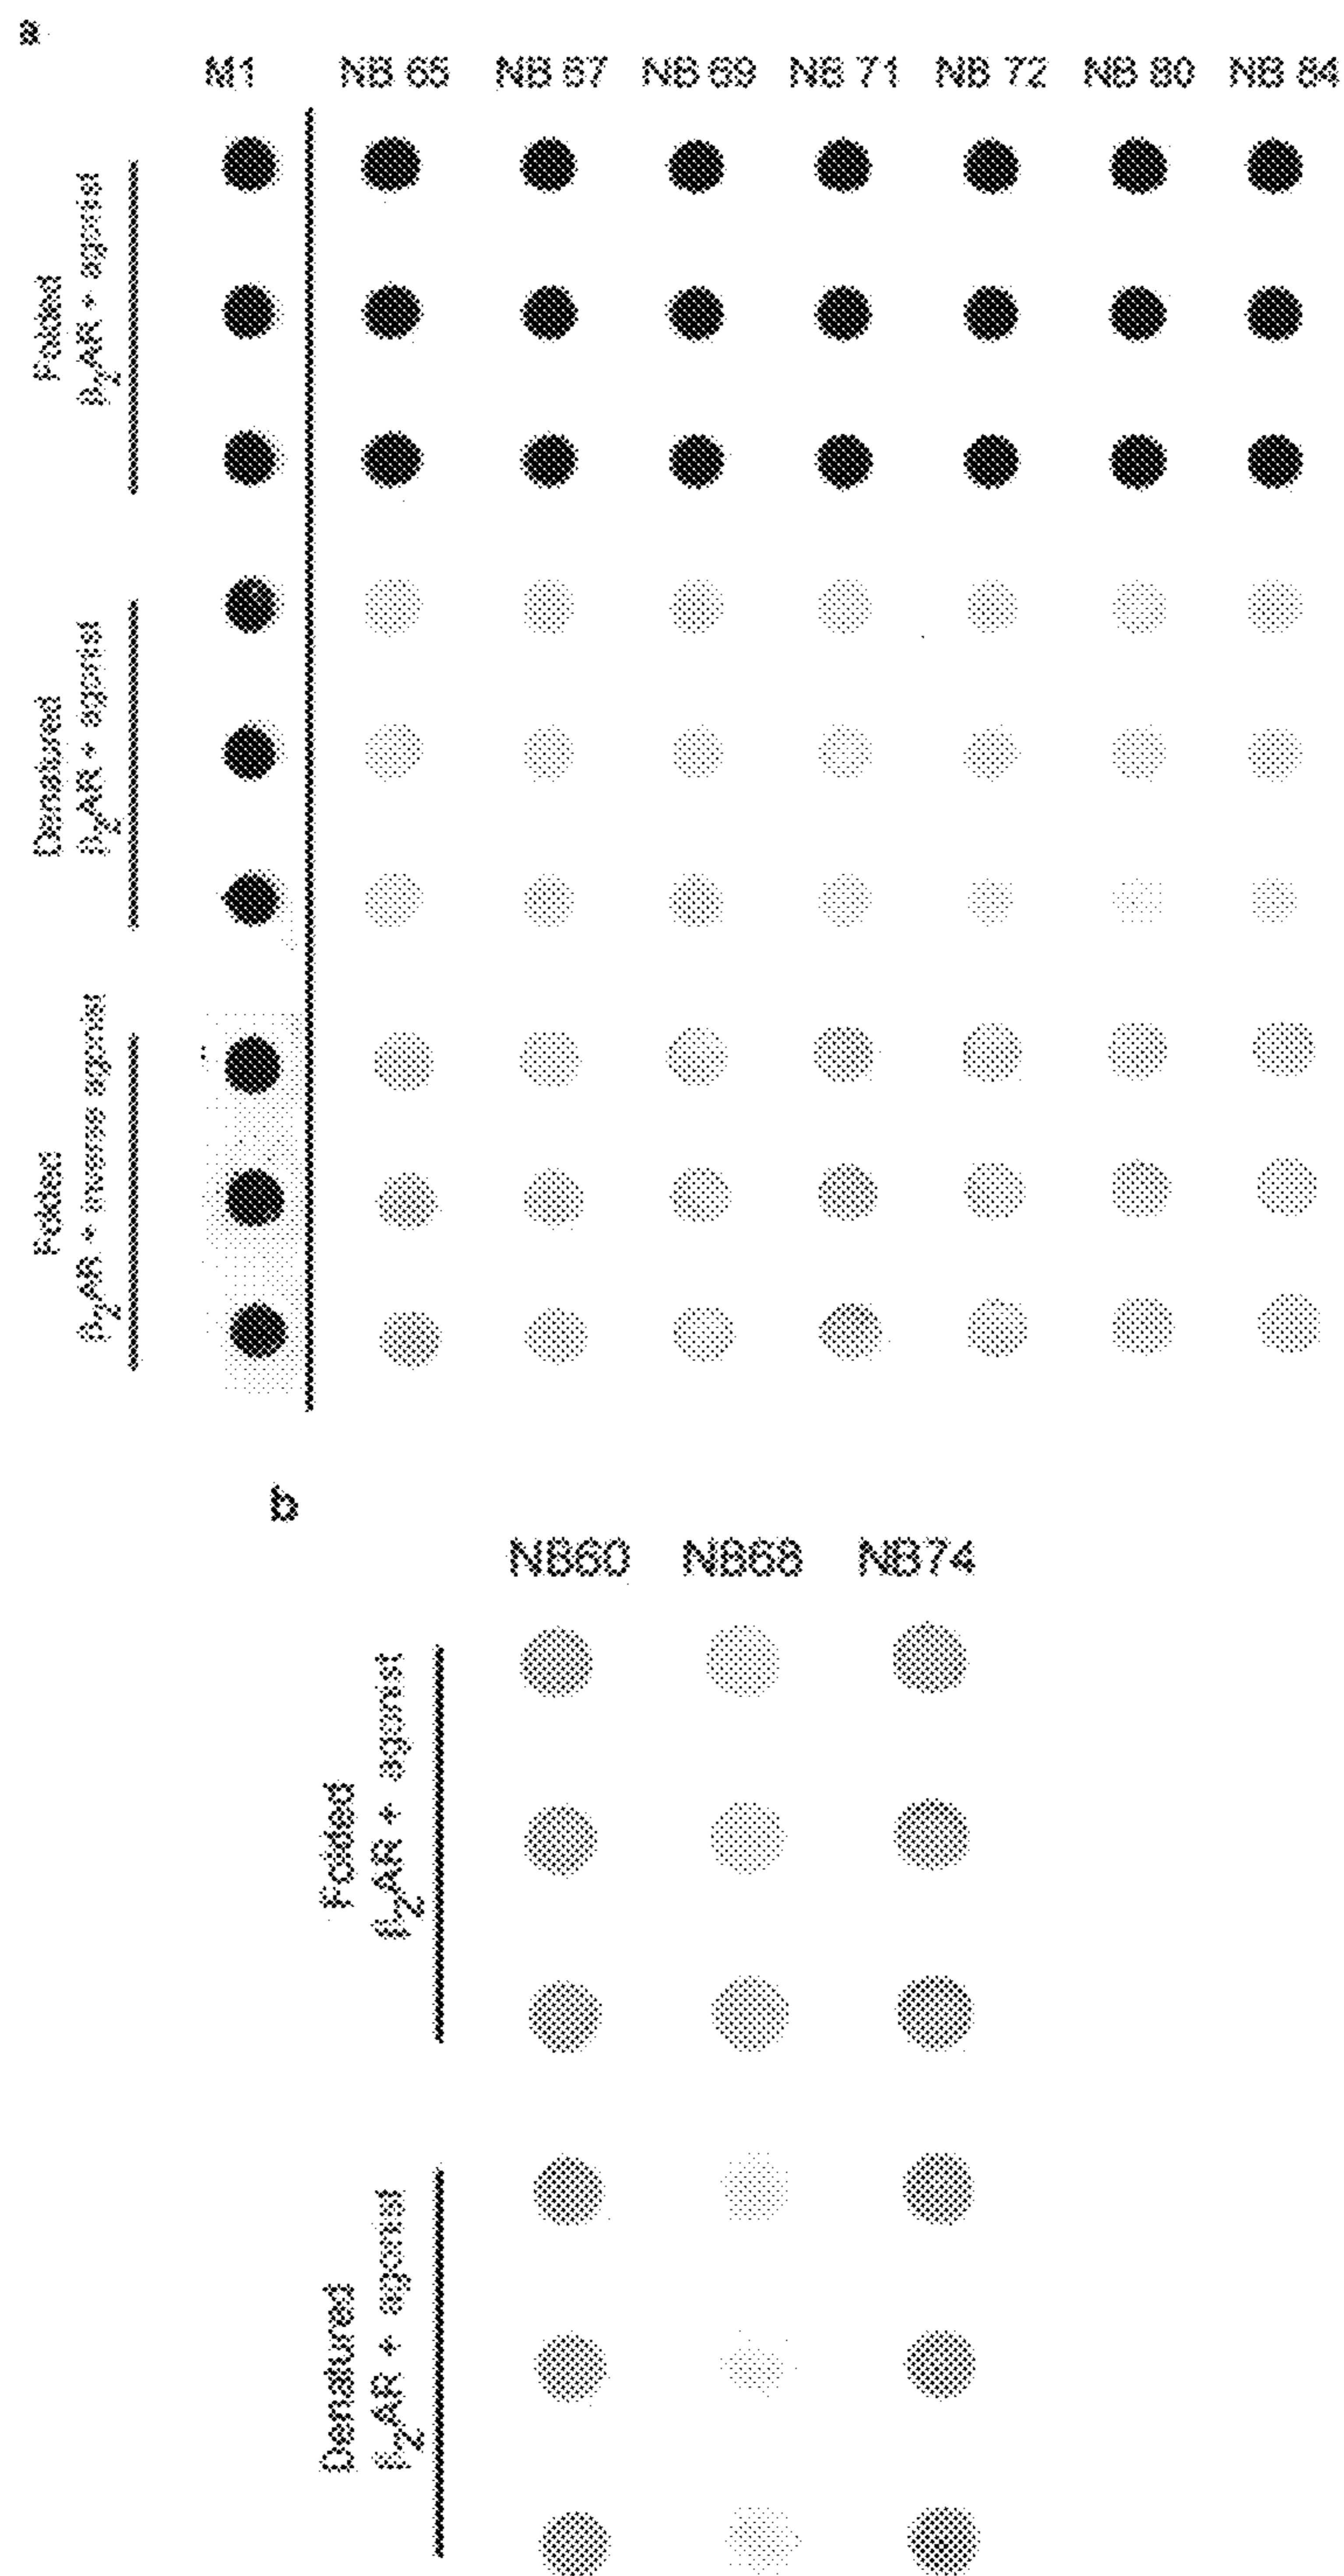 a
M1 NB 65 NB 67 NB 69 NB 71 NB 72 NB 80 NB 84
Folded
β₂AR + agonist
Denatured
β₂AR + agonist
Folded
β₂AR + inverse agonist
b
NB60 NB68 NB74
Folded
β₂AR + agonist
Denatured
β₂AR + agonist